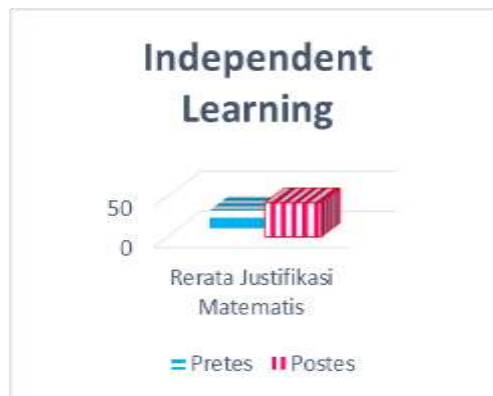 Independent
Learning
50
0
Rerata Justifikasi
Matematis
Pretes Postes